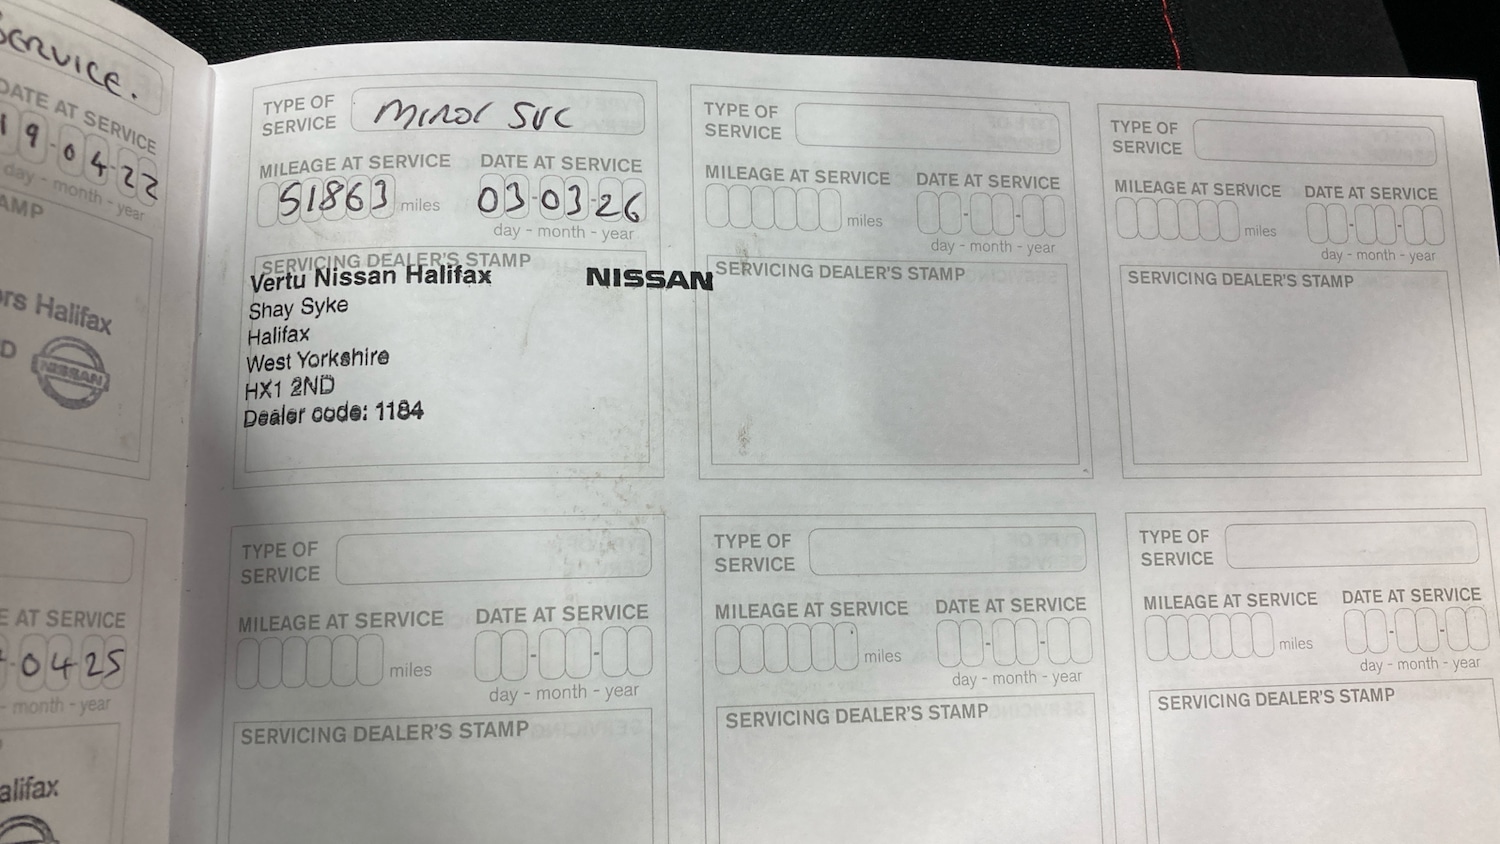 Service.
DATE AT SERVICE
19-04-22
day - month - year
AMP
rs Halifax
D
NISSAN
E AT SERVICE
-04-25
- month - year
alifax
TYPE OF
SERVICE
Minor SVC
MILEAGE AT SERVICE
51863 miles
DATE AT SERVICE
03-03-26
day - month - year
SERVICING DEALER'S STAMP
Vertu Nissan Halifax
NISSAN
Shay Syke
Halifax
West Yorkshire
HX1 2ND
Dealer code: 1184
TYPE OF
SERVICE
MILEAGE AT SERVICE
miles
DATE AT SERVICE
day - month - year
SERVICING DEALER'S STAMP
TYPE OF
SERVICE
MILEAGE AT SERVICE
miles
DATE AT SERVICE
day - month - year
SERVICING DEALER'S STAMP
TYPE OF
SERVICE
MILEAGE AT SERVICE
miles
DATE AT SERVICE
day - month - year
SERVICING DEALER'S STAMP
TYPE OF
SERVICE
MILEAGE AT SERVICE
miles
DATE AT SERVICE
day - month - year
SERVICING DEALER'S STAMP
TYPE OF
SERVICE
MILEAGE AT SERVICE
miles
DATE AT SERVICE
day - month - year
SERVICING DEALER'S STAMP